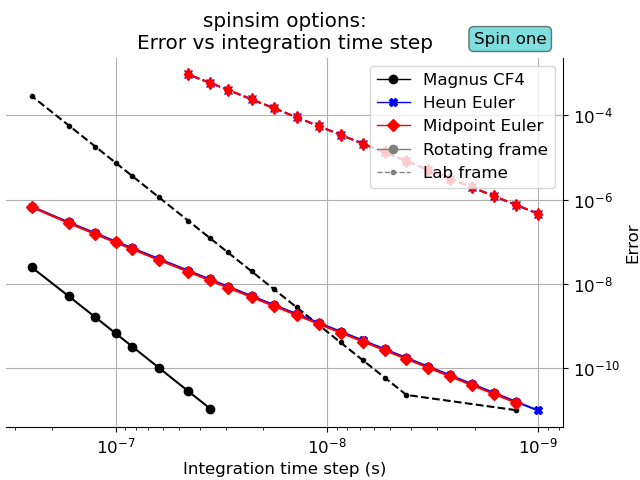 spinsim options:
Error vs integration time step
Spin one
Magnus CF4
Heun Euler
Midpoint Euler
Rotating frame
Lab frame
10⁻⁴
10⁻⁶
10⁻⁸
10⁻¹⁰
Error
10⁻⁷
10⁻⁸
10⁻⁹
Integration time step (s)